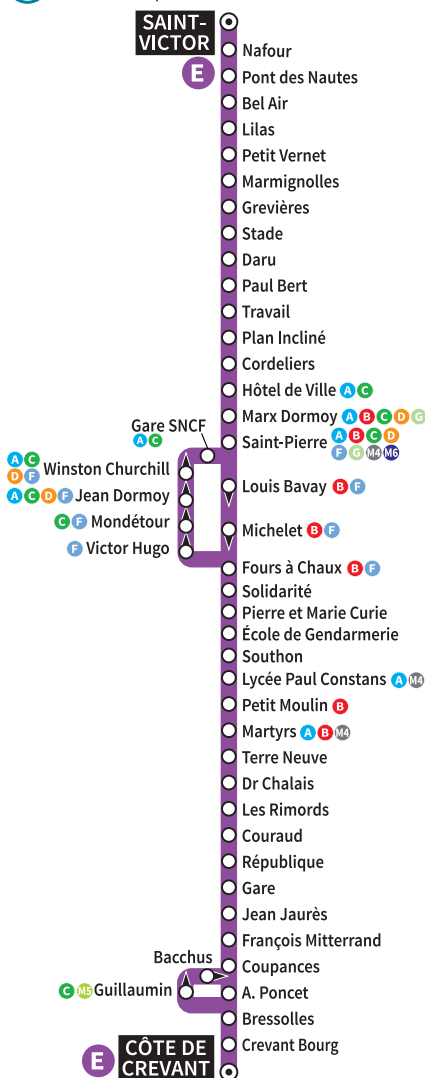 SAINT-
VICTOR
E
Nafour
Pont des Nautes
Bel Air
Lilas
Petit Vernet
Marmignolles
Grevières
Stade
Daru
Paul Bert
Travail
Plan Incliné
Cordeliers
Hôtel de Ville A C
Marx Dormoy A B C D G
Saint-Pierre A B C D
F G M4 M6
Gare SNCF
A C
A C
D F
Winston Churchill
A C D F Jean Dormoy
C F Mondétour
F Victor Hugo
Louis Bavay B F
Michelet B F
Fours à Chaux B F
Solidarité
Pierre et Marie Curie
École de Gendarmerie
Southon
Lycée Paul Constans A M4
Petit Moulin B
Martyrs A B M4
Terre Neuve
Dr Chalais
Les Rimords
Couraud
République
Gare
Jean Jaurès
François Mitterrand
Bacchus
Coupances
C M5 Guillaumin
A. Poncet
Bressolles
Crevant Bourg
E
CÔTE DE
CREVANT